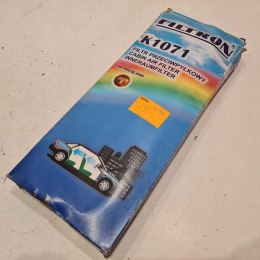 FILTRON
K1071
FILTR PRZECIWPYŁKOWY
CABIN AIR FILTER
INNENRAUMFILTER